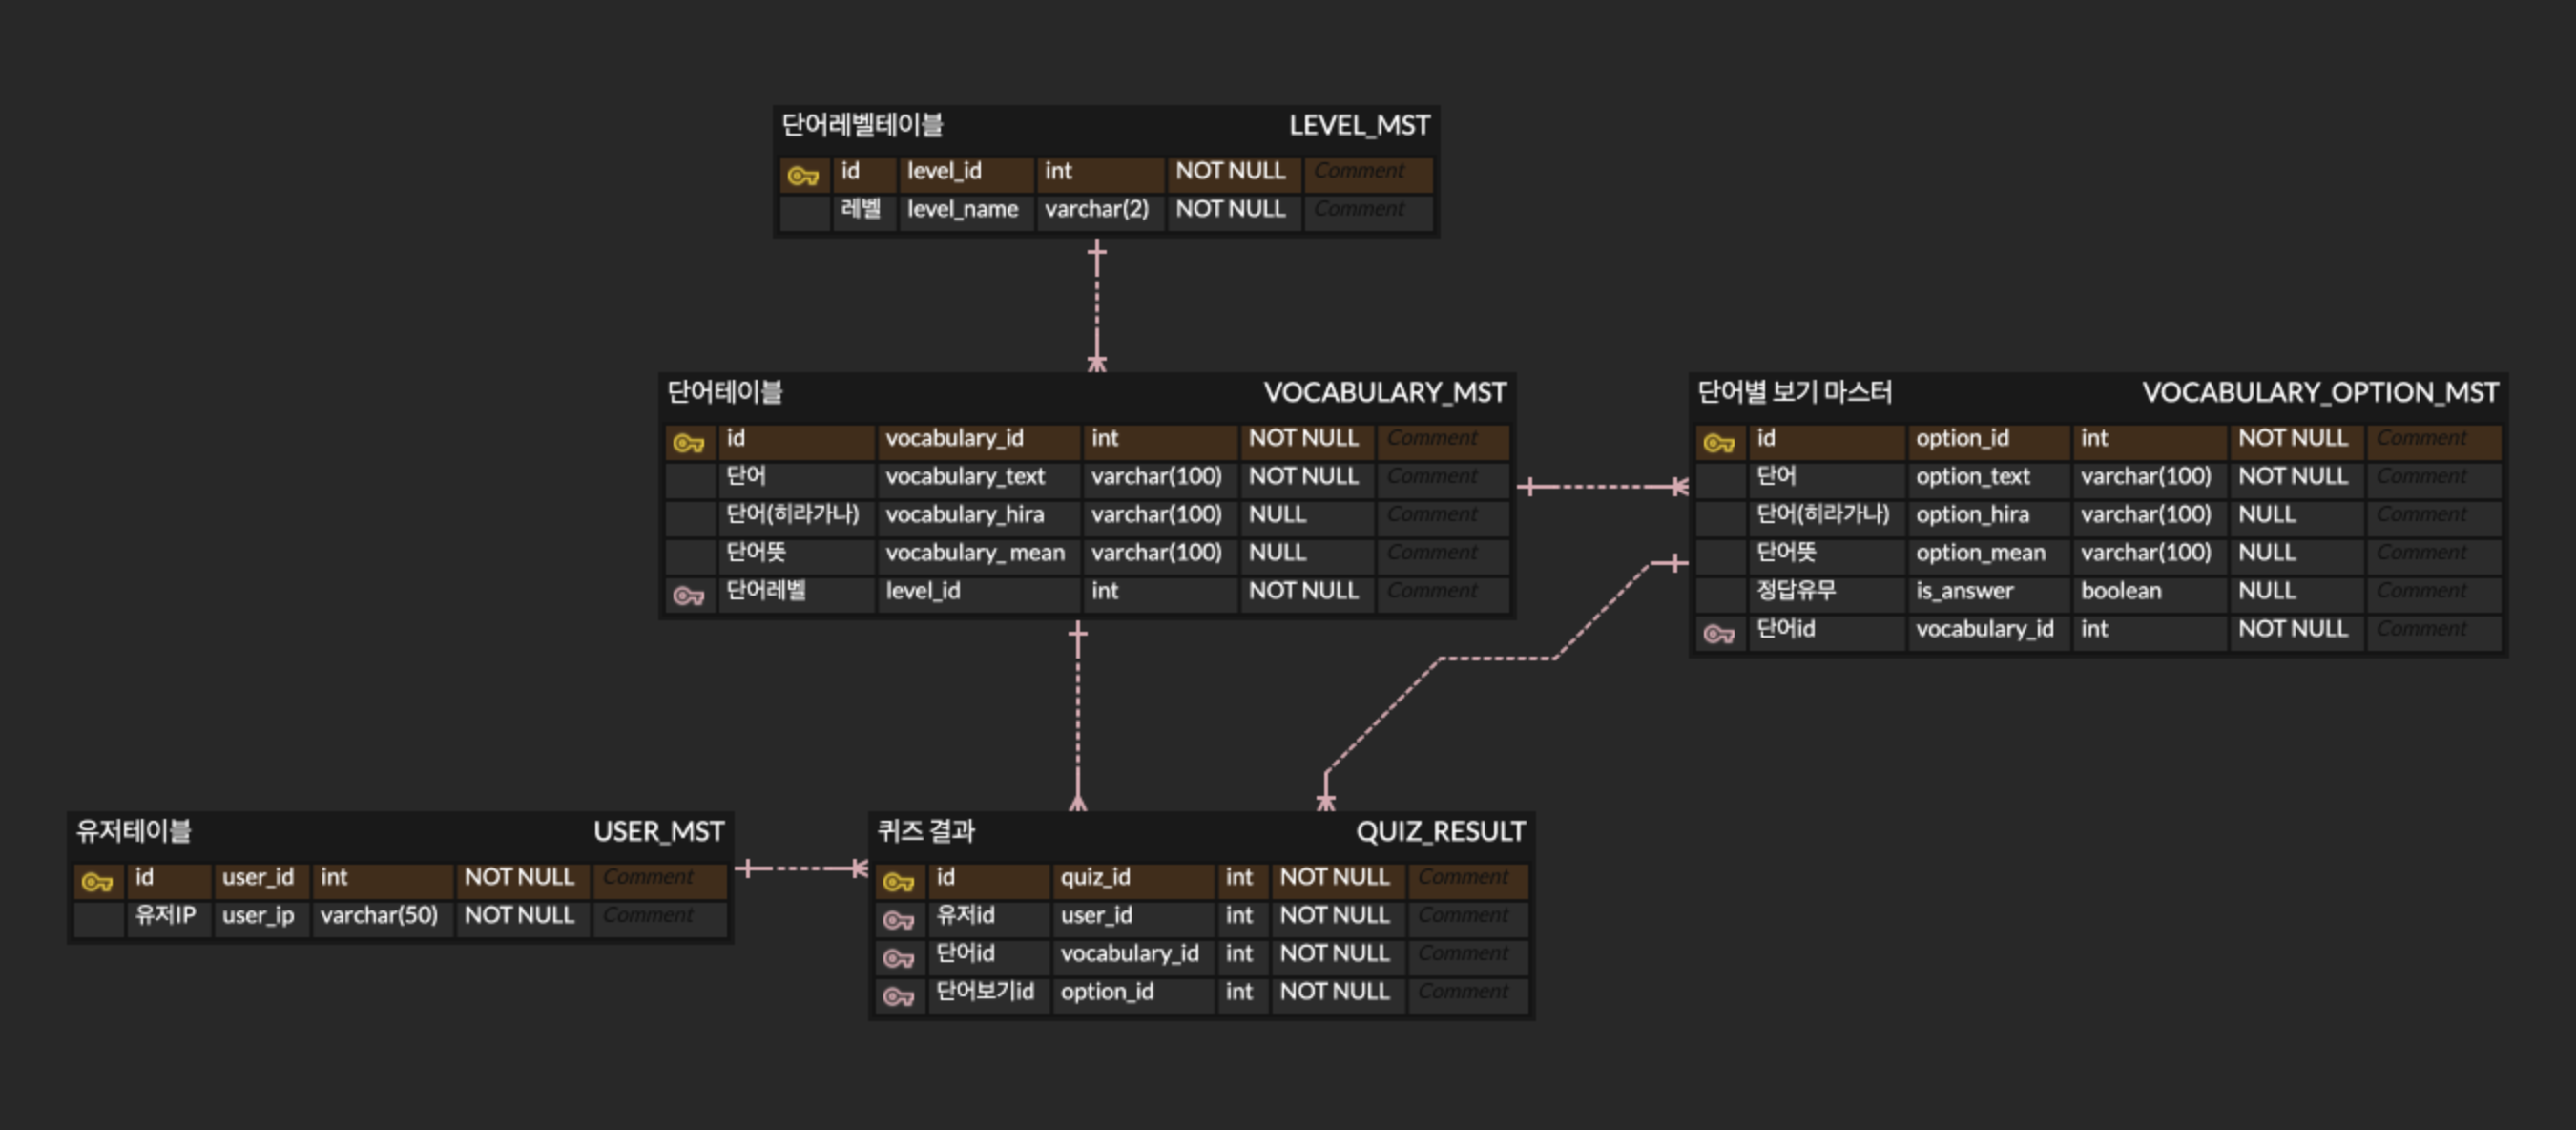 단어레벨테이블 LEVEL_MST
id level_id int NOT NULL Comment
레벨 level_name varchar(2) NOT NULL Comment
단어테이블 VOCABULARY_MST
id vocabulary_id int NOT NULL Comment
단어 vocabulary_text varchar(100) NOT NULL Comment
단어(히라가나) vocabulary_hira varchar(100) NULL Comment
단어뜻 vocabulary_ mean varchar(100) NULL Comment
단어레벨 level_id int NOT NULL Comment
단어별 보기 마스터 VOCABULARY_OPTION_MST
id option_id int NOT NULL Comment
단어 option_text varchar(100) NOT NULL Comment
단어(히라가나) option_hira varchar(100) NULL Comment
단어뜻 option_mean varchar(100) NULL Comment
정답유무 is_answer boolean NULL Comment
단어id vocabulary_id int NOT NULL Comment
유저테이블 USER_MST
id user_id int NOT NULL Comment
유저IP user_ip varchar(50) NOT NULL Comment
퀴즈 결과 QUIZ_RESULT
id quiz_id int NOT NULL Comment
유저id user_id int NOT NULL Comment
단어id vocabulary_id int NOT NULL Comment
단어보기id option_id int NOT NULL Comment